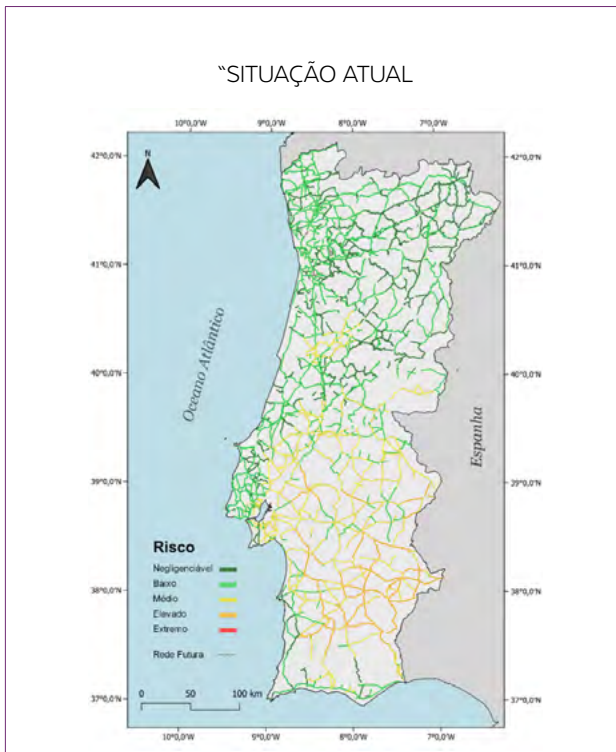 “SITUAÇÃO ATUAL
10°0,0'W 9°0,0'W 8°0,0'W 7°0,0'W
N
42°0,0'N 42°0,0'N
41°0,0'N 41°0,0'N
40°0,0'N 40°0,0'N
39°0,0'N 39°0,0'N
38°0,0'N 38°0,0'N
37°0,0'N 37°0,0'N
Oceano Atlântico
Espanha
Risco
Negligenciável
Baixo
Médio
Elevado
Extremo
Rede Futura
0 50 100 km
10°0,0'W 9°0,0'W 8°0,0'W 7°0,0'W